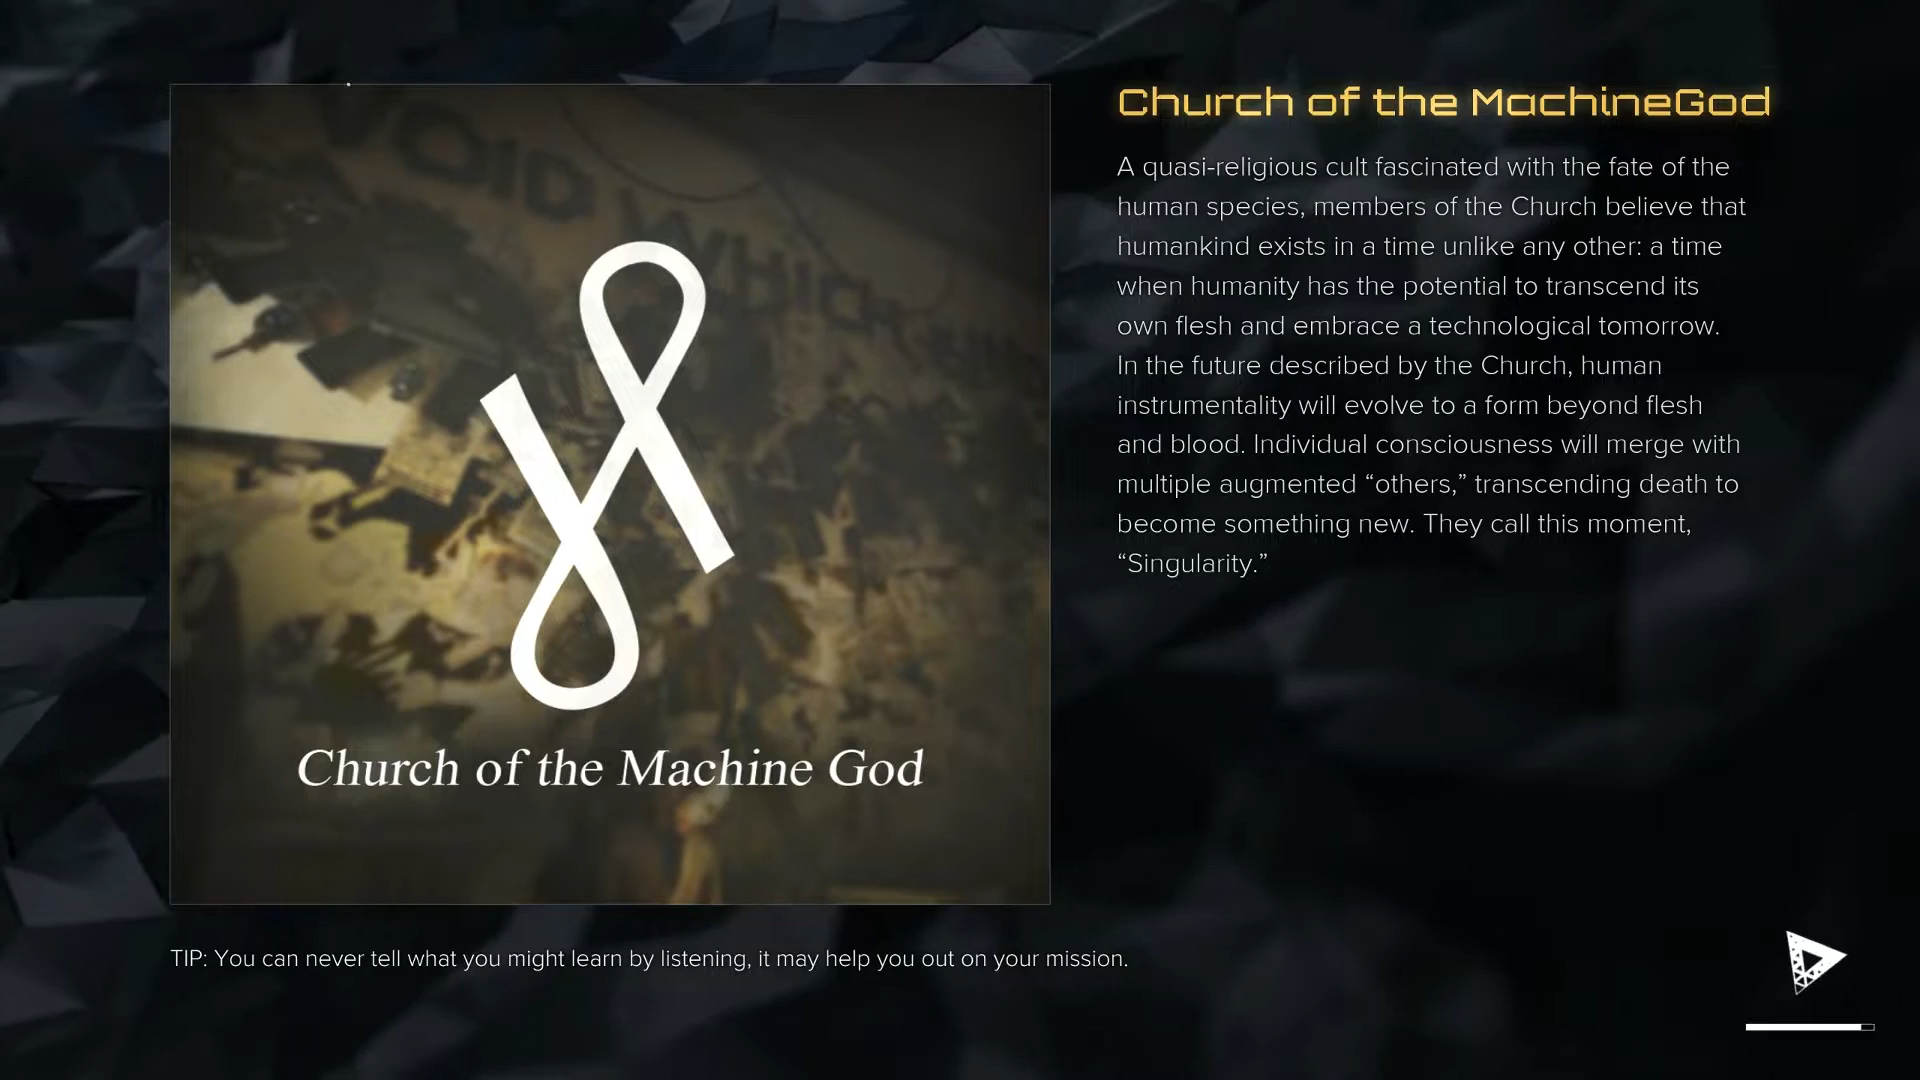 Church of the MachineGod
A quasi-religious cult fascinated with the fate of the
human species, members of the Church believe that
humankind exists in a time unlike any other: a time
when humanity has the potential to transcend its
own flesh and embrace a technological tomorrow.
In the future described by the Church, human
instrumentality will evolve to a form beyond flesh
and blood. Individual consciousness will merge with
multiple augmented “others,” transcending death to
become something new. They call this moment,
“Singularity.”
VOID WHICH
Church of the Machine God
TIP: You can never tell what you might learn by listening, it may help you out on your mission.